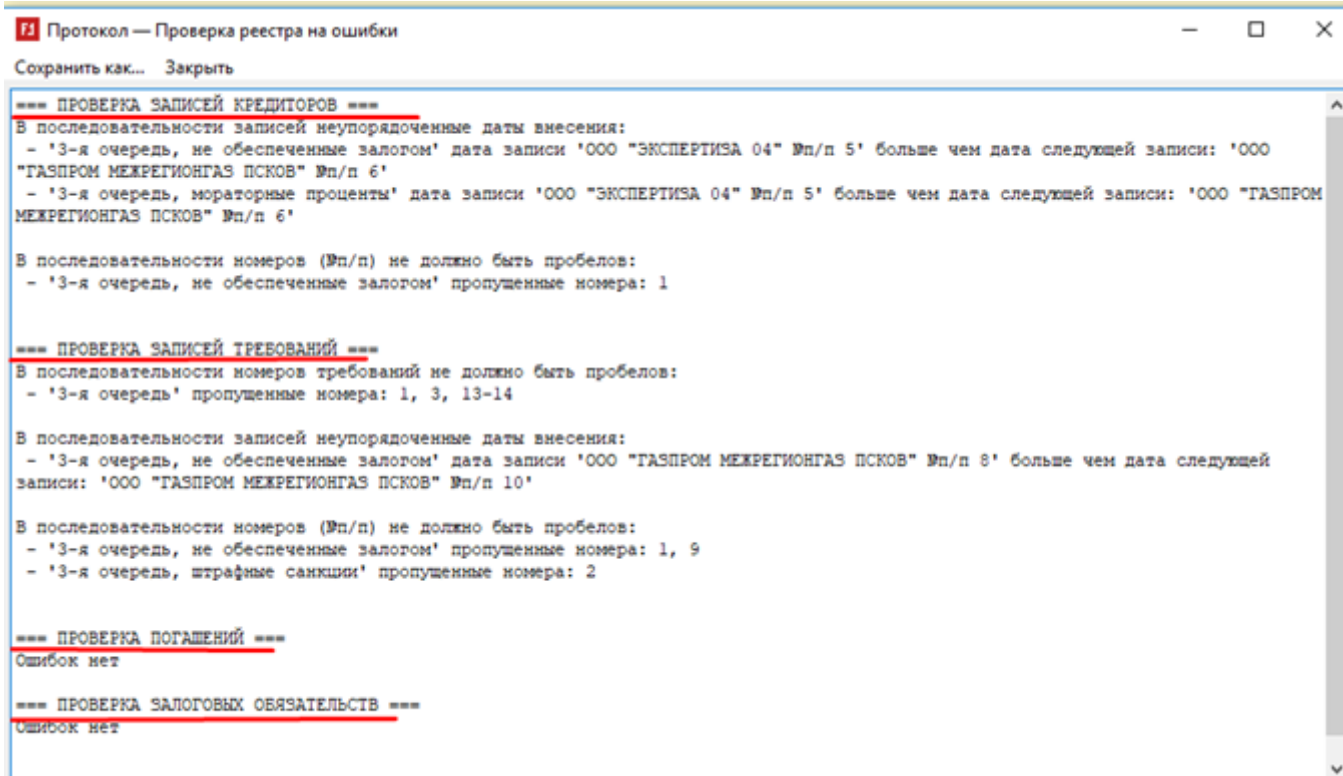 Протокол — Проверка реестра на ошибки
Сохранить как... Закрыть
=== ПРОВЕРКА ЗАПИСЕЙ КРЕДИТОРОВ ===
В последовательности записей неупорядоченные даты внесения:
- '3-я очередь, не обеспеченные залогом' дата записи 'ООО "ЭКСПЕРТИЗА 04" №п/п 5' больше чем дата следующей записи: 'ООО
"ГАЗПРОМ МЕЖРЕГИОНГАЗ ПСКОВ" №п/п 6'
- '3-я очередь, мораторные проценты' дата записи 'ООО "ЭКСПЕРТИЗА 04" №п/п 5' больше чем дата следующей записи: 'ООО "ГАЗПРОМ
МЕЖРЕГИОНГАЗ ПСКОВ" №п/п 6'
В последовательности номеров (№п/п) не должно быть пробелов:
- '3-я очередь, не обеспеченные залогом' пропущенные номера: 1
=== ПРОВЕРКА ЗАПИСЕЙ ТРЕБОВАНИЙ ===
В последовательности номеров требований не должно быть пробелов:
- '3-я очередь' пропущенные номера: 1, 3, 13-14
В последовательности записей неупорядоченные даты внесения:
- '3-я очередь, не обеспеченные залогом' дата записи 'ООО "ГАЗПРОМ МЕЖРЕГИОНГАЗ ПСКОВ" №п/п 8' больше чем дата следующей
записи: 'ООО "ГАЗПРОМ МЕЖРЕГИОНГАЗ ПСКОВ" №п/п 10'
В последовательности номеров (№п/п) не должно быть пробелов:
- '3-я очередь, не обеспеченные залогом' пропущенные номера: 1, 9
- '3-я очередь, штрафные санкции' пропущенные номера: 2
=== ПРОВЕРКА ПОГАШЕНИЙ ===
Ошибок нет
=== ПРОВЕРКА ЗАЛОГОВЫХ ОБЯЗАТЕЛЬСТВ ===
Ошибок нет